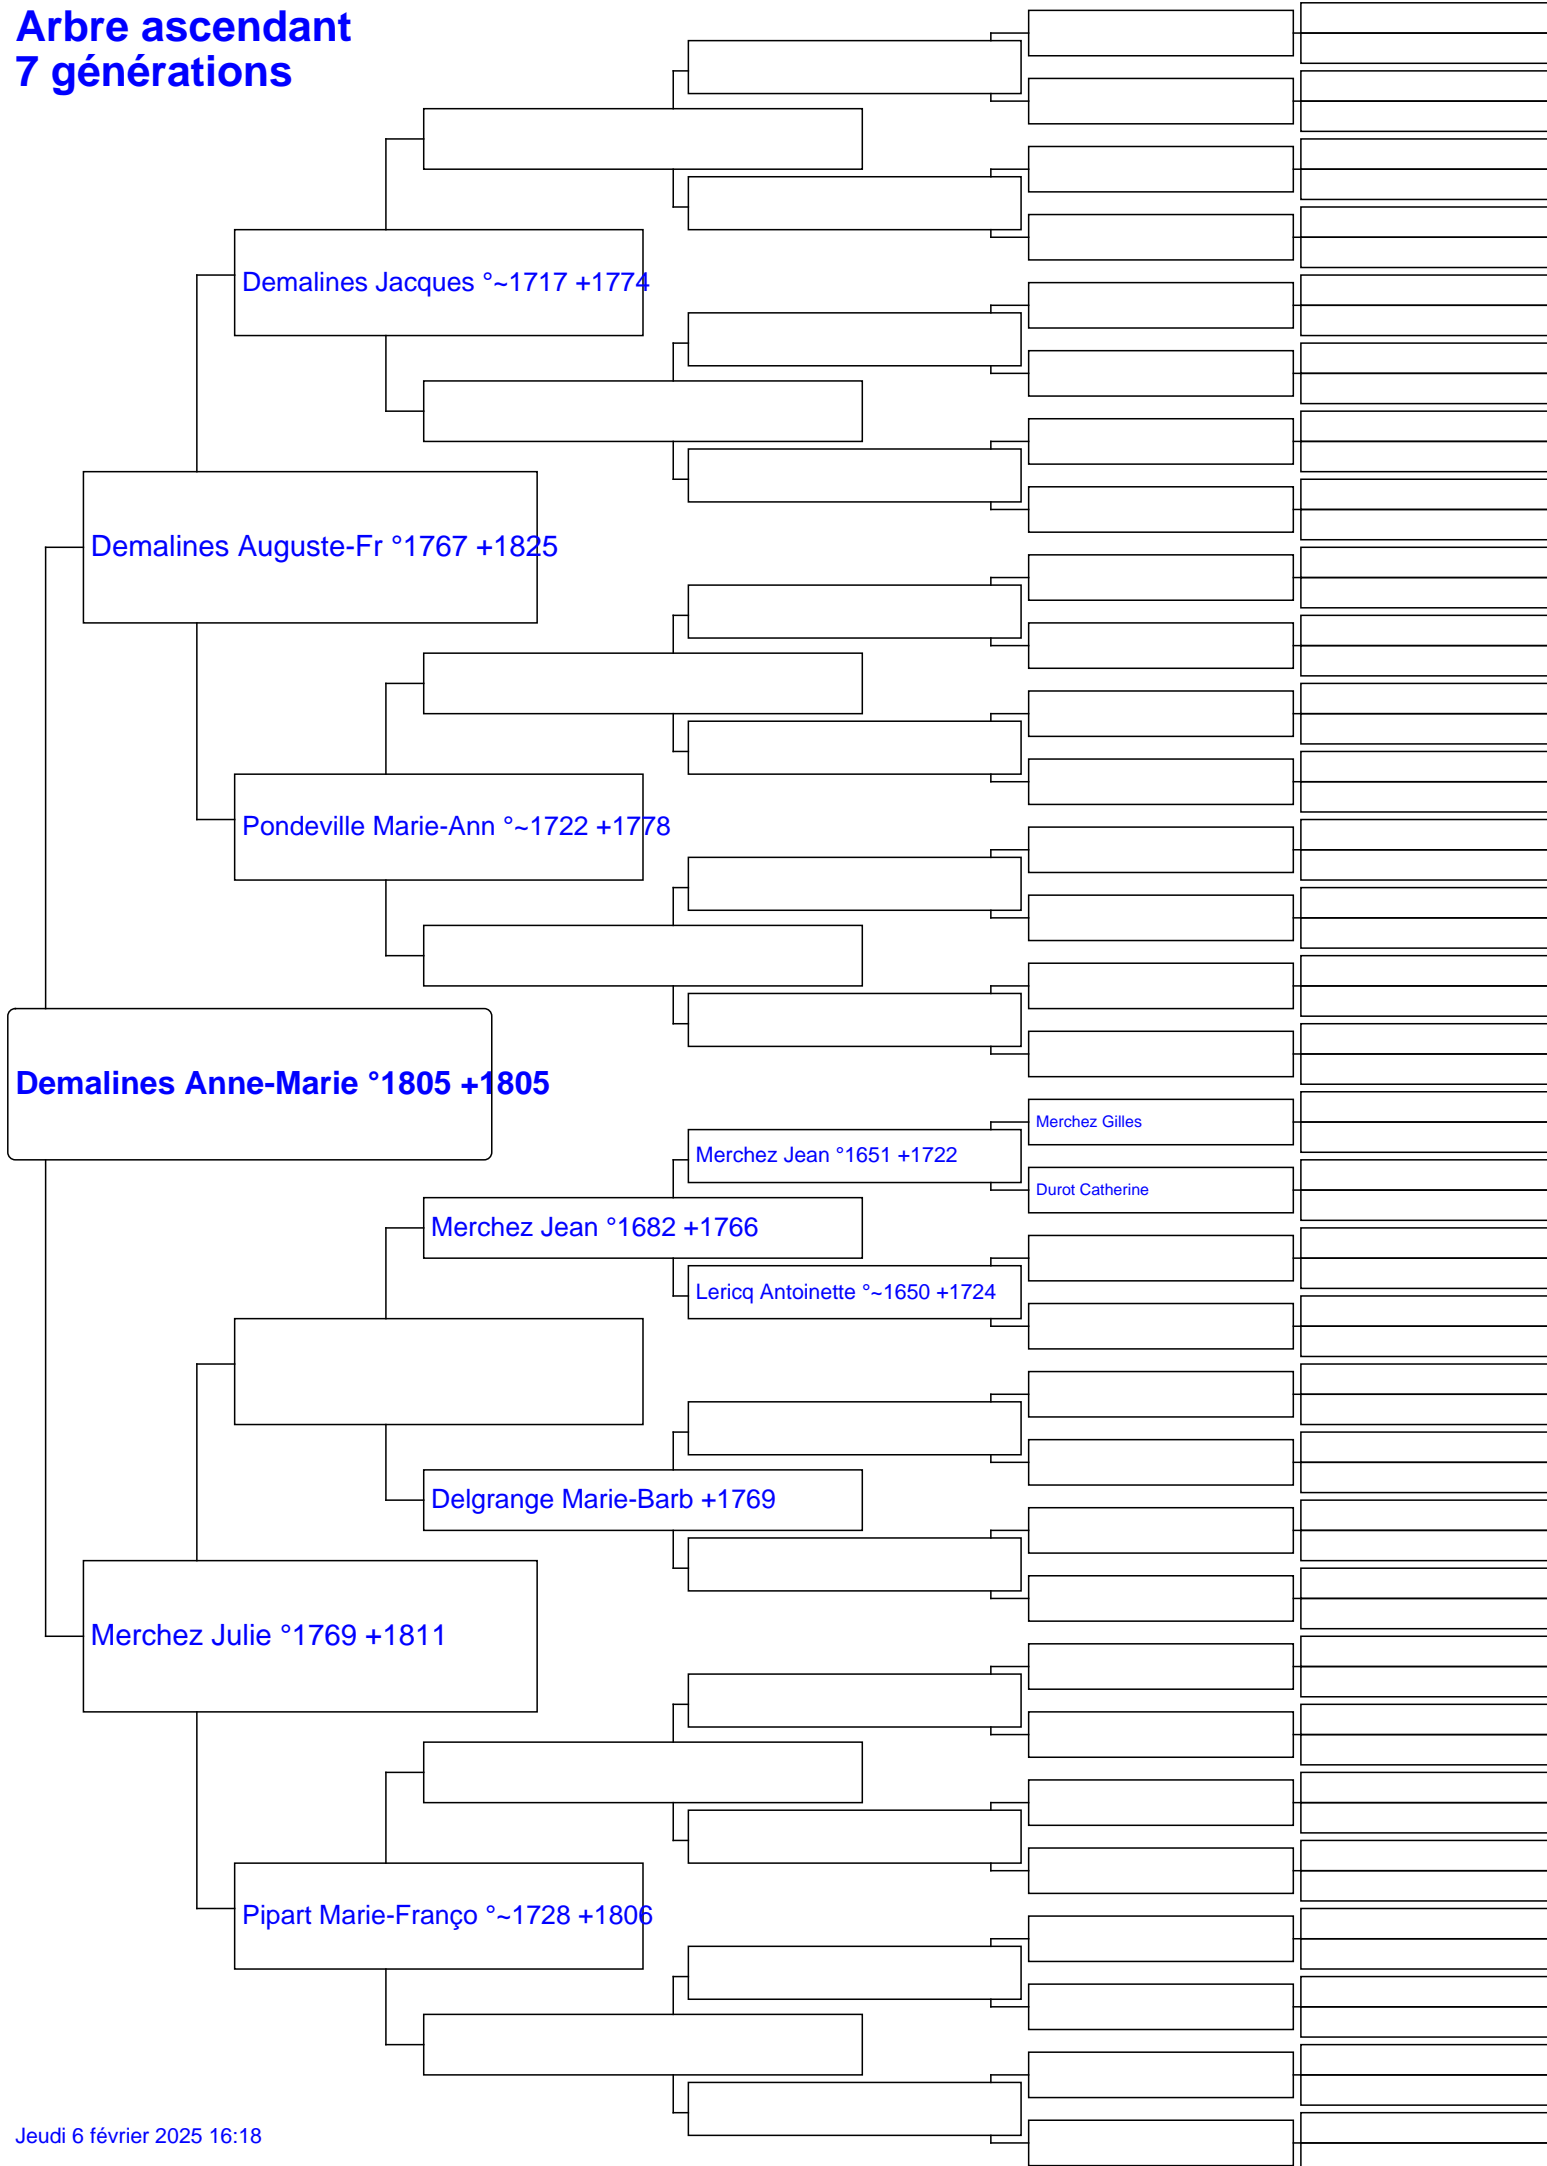 Arbre ascendant
7 générations
Demalines Jacques °~1717 +1774
Demalines Auguste-Fr °1767 +1825
Pondeville Marie-Ann °~1722 +1778
Demalines Anne-Marie °1805 +1805
Merchez Gilles
Merchez Jean °1651 +1722
Durot Catherine
Merchez Jean °1682 +1766
Lericq Antoinette °~1650 +1724
Delgrange Marie-Barb +1769
Merchez Julie °1769 +1811
Pipart Marie-Franço °~1728 +1806
Jeudi 6 février 2025 16:18